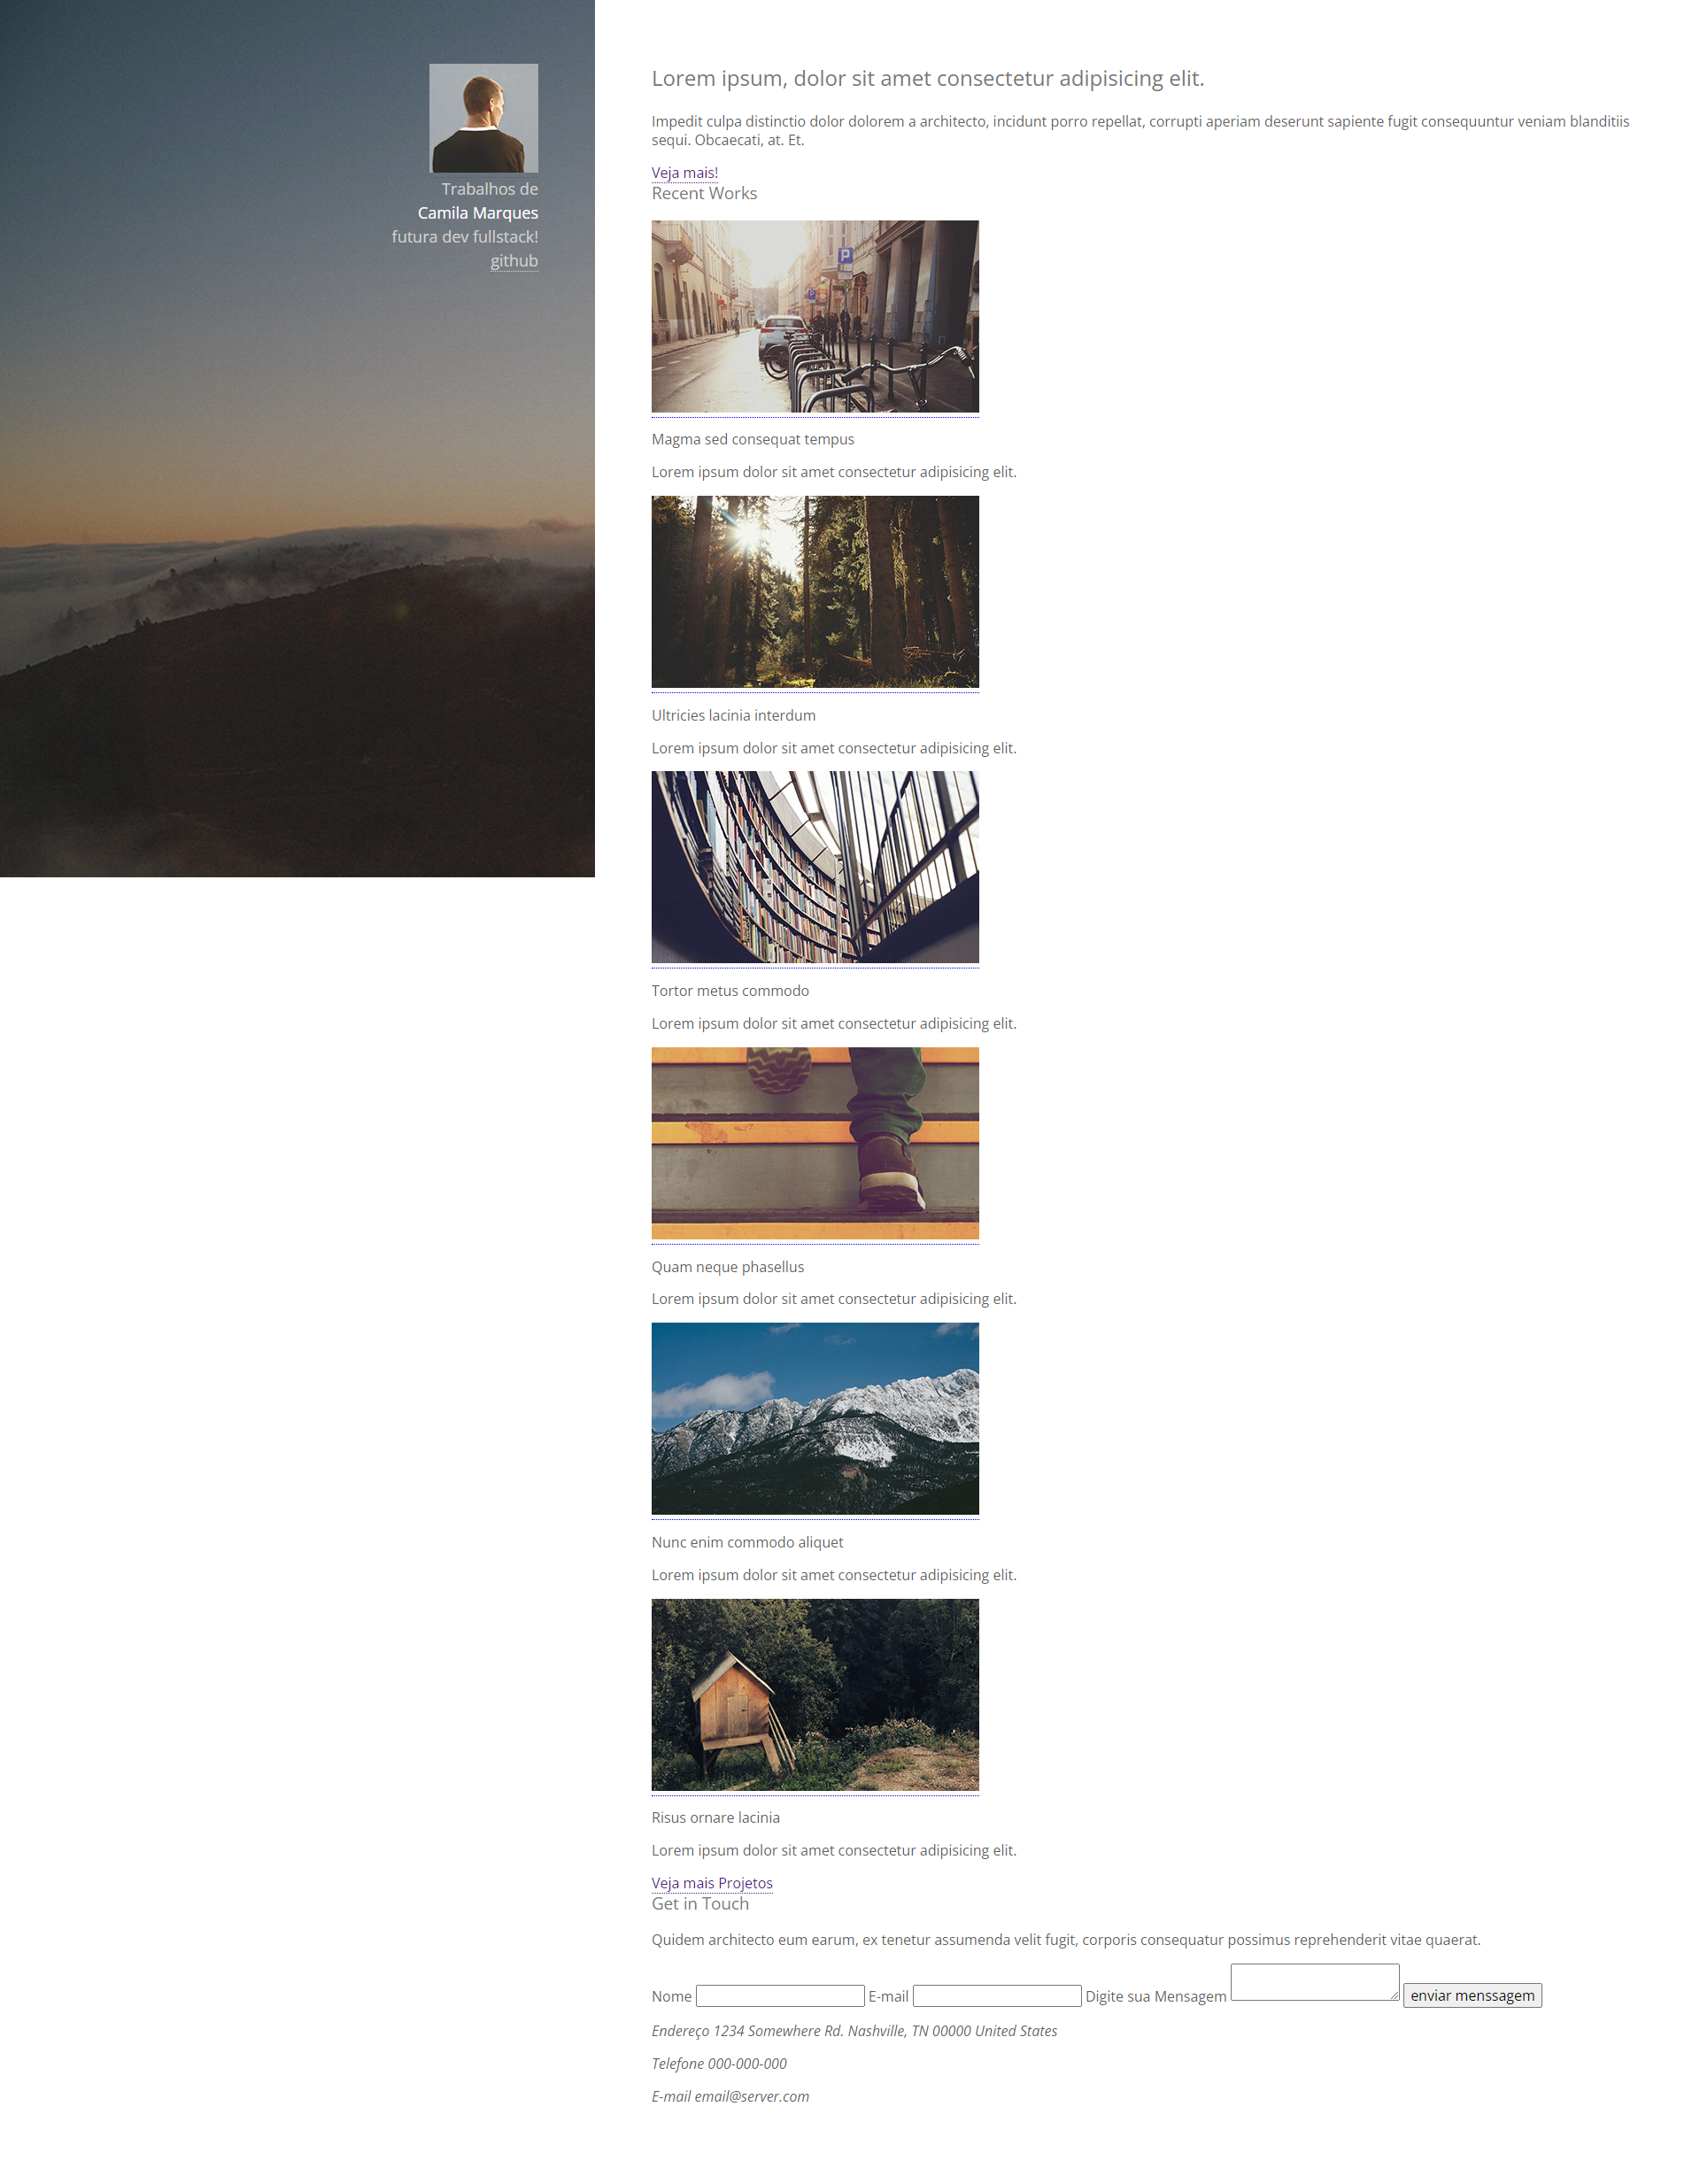 Trabalhos de
Camila Marques
futura dev fullstack!
github
Lorem ipsum, dolor sit amet consectetur adipisicing elit.
Impedit culpa distinctio dolor dolorem a architecto, incidunt porro repellat, corrupti aperiam deserunt sapiente fugit consequuntur veniam blanditiis
sequi. Obcaecati, at. Et.
Veja mais!
Recent Works
P
P
Magma sed consequat tempus
Lorem ipsum dolor sit amet consectetur adipisicing elit.
Ultricies lacinia interdum
Lorem ipsum dolor sit amet consectetur adipisicing elit.
Tortor metus commodo
Lorem ipsum dolor sit amet consectetur adipisicing elit.
Quam neque phasellus
Lorem ipsum dolor sit amet consectetur adipisicing elit.
Nunc enim commodo aliquet
Lorem ipsum dolor sit amet consectetur adipisicing elit.
Risus ornare lacinia
Lorem ipsum dolor sit amet consectetur adipisicing elit.
Veja mais Projetos
Get in Touch
Quidem architecto eum earum, ex tenetur assumenda velit fugit, corporis consequatur possimus reprehenderit vitae quaerat.
Nome E-mail Digite sua Mensagem enviar menssagem
Endereço 1234 Somewhere Rd. Nashville, TN 00000 United States
Telefone 000-000-000
E-mail email@server.com